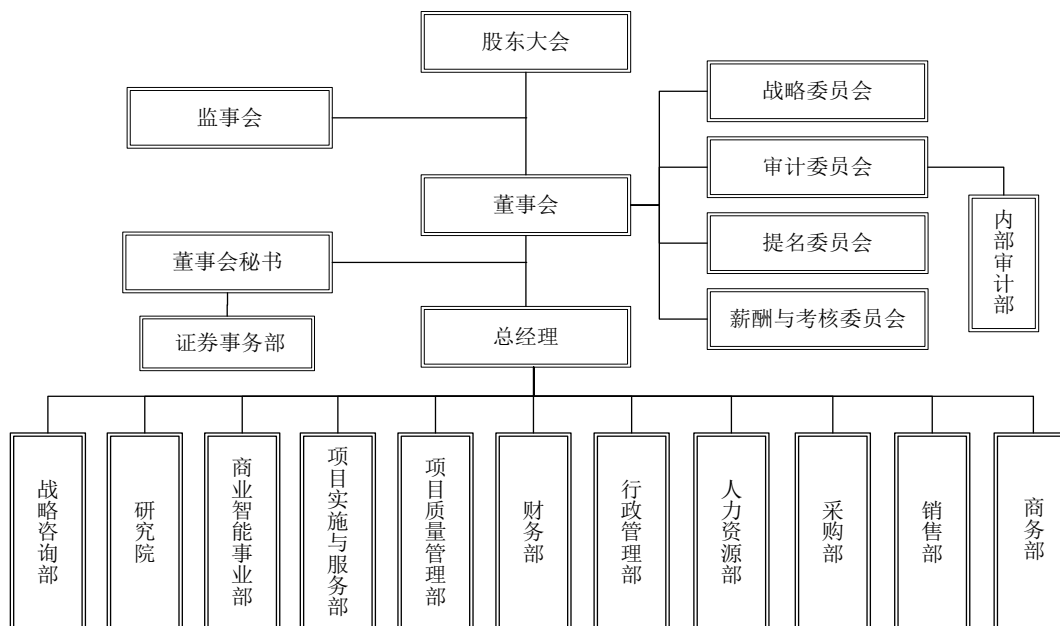 股东大会
监事会
战略委员会
审计委员会
董事会
提名委员会
内部审计部
董事会秘书
薪酬与考核委员会
证券事务部
总经理
战略咨询部
研究院
商业智能事业部
项目实施与服务部
项目质量管理部
财务部
行政管理部
人力资源部
采购部
销售部
商务部